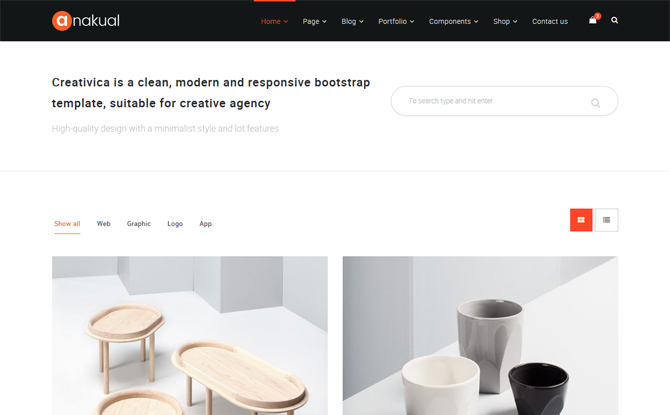 anakual
Home Page Blog Portfolio Components Shop Contact us
Creativica is a clean, modern and responsive bootstrap
template, suitable for creative agency
High-quality design with a minimalist style and lot features
To search type and hit enter
Show all Web Graphic Logo App